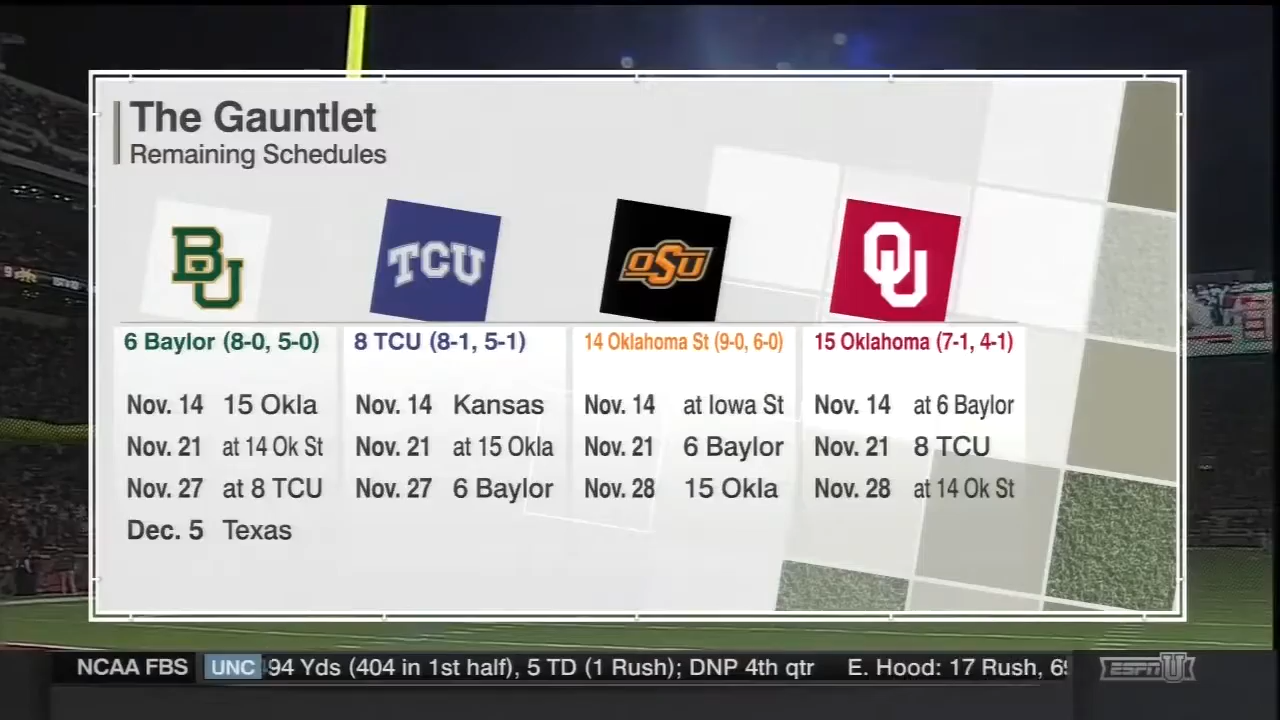 The Gauntlet
Remaining Schedules
BU
TCU
OSU
OU
6 Baylor (8-0, 5-0)
Nov. 14 15 Okla
Nov. 21 at 14 Ok St
Nov. 27 at 8 TCU
Dec. 5 Texas
8 TCU (8-1, 5-1)
Nov. 14 Kansas
Nov. 21 at 15 Okla
Nov. 27 6 Baylor
14 Oklahoma St (9-0, 6-0)
Nov. 14 at Iowa St
Nov. 21 6 Baylor
Nov. 28 15 Okla
15 Oklahoma (7-1, 4-1)
Nov. 14 at 6 Baylor
Nov. 21 8 TCU
Nov. 28 at 14 Ok St
NCAA FBS UNC 94 Yds (404 in 1st half), 5 TD (1 Rush); DNP 4th qtr E. Hood: 17 Rush,
ESPNU